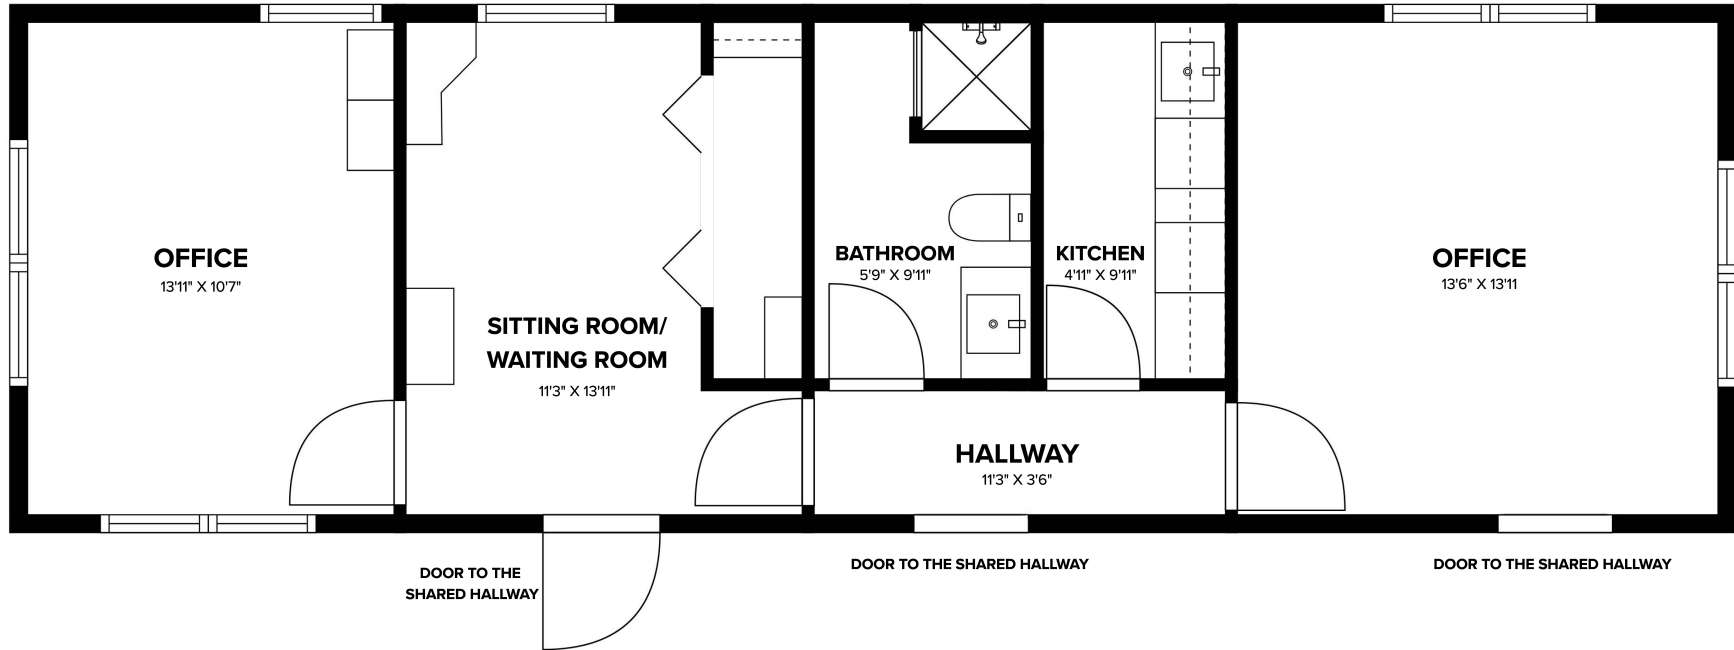 OFFICE
13'11" X 10'7"
SITTING ROOM/
WAITING ROOM
11'3" X 13'11"
BATHROOM
5'9" X 9'11"
KITCHEN
4'11" X 9'11"
HALLWAY
11'3" X 3'6"
OFFICE
13'6" X 13'11
DOOR TO THE
SHARED HALLWAY
DOOR TO THE SHARED HALLWAY
DOOR TO THE SHARED HALLWAY